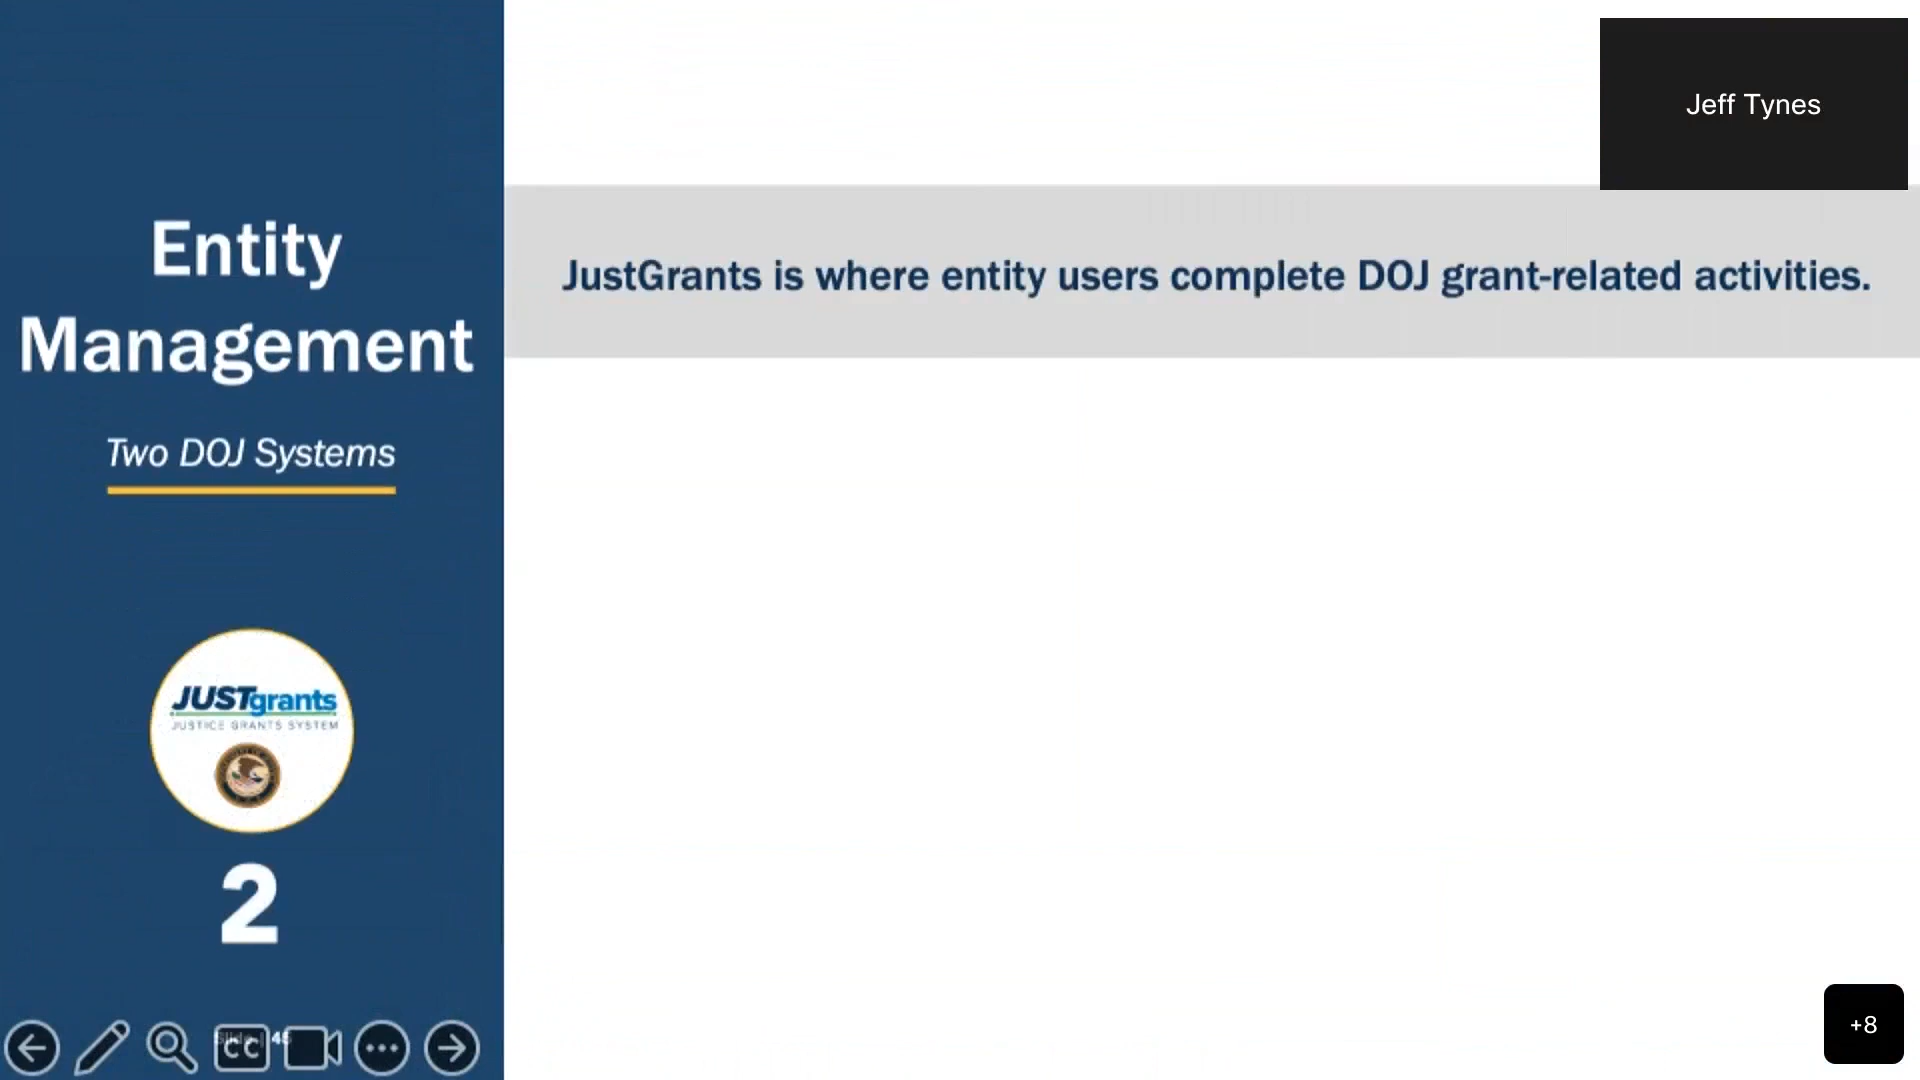 Jeff Tynes
Entity
Management
Two DOJ Systems
JustGrants is where entity users complete DOJ grant-related activities.
JUSTgrants
JUSTICE GRANTS SYSTEM
2
CC
+8